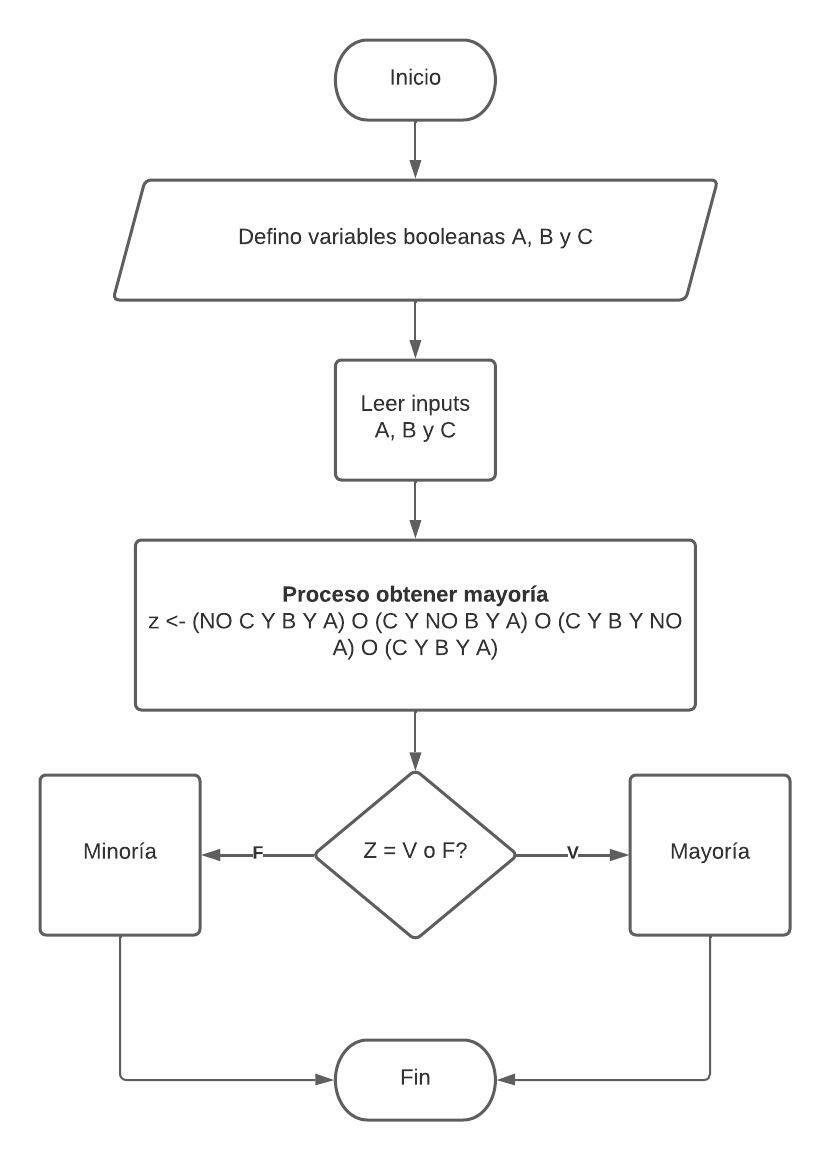 Inicio
Defino variables booleanas A, B y C
Leer inputs
A, B y C
Proceso obtener mayoría
z <- (NO C Y B Y A) O (C Y NO B Y A) O (C Y B Y NO
A) O (C Y B Y A)
Minoría
F
Z = V o F?
V
Mayoría
Fin